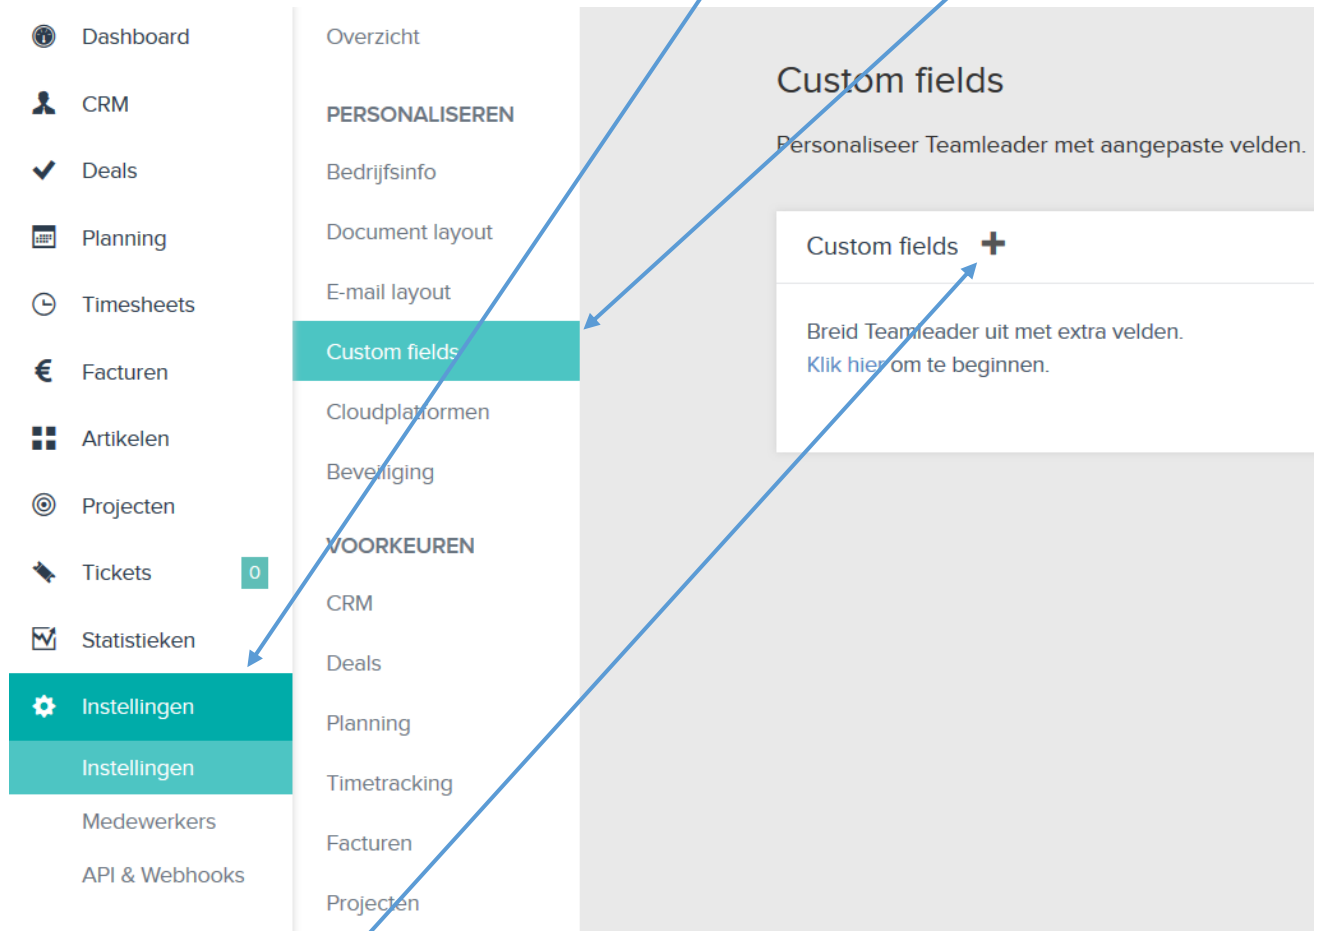 Dashboard
CRM
Deals
Planning
Timesheets
Facturen
Artikelen
Projecten
Tickets 0
Statistieken
Instellingen
Instellingen
Medewerkers
API & Webhooks
Overzicht
PERSONALISEREN
Bedrijfsinfo
Document layout
E-mail layout
Custom fields
Cloudplatformen
Beveiliging
VOORKEUREN
CRM
Deals
Planning
Timetracking
Facturen
Projecten
Custom fields
Personaliseer Teamleader met aangepaste velden.
Custom fields
Breid Teamleader uit met extra velden.
Klik hier om te beginnen.